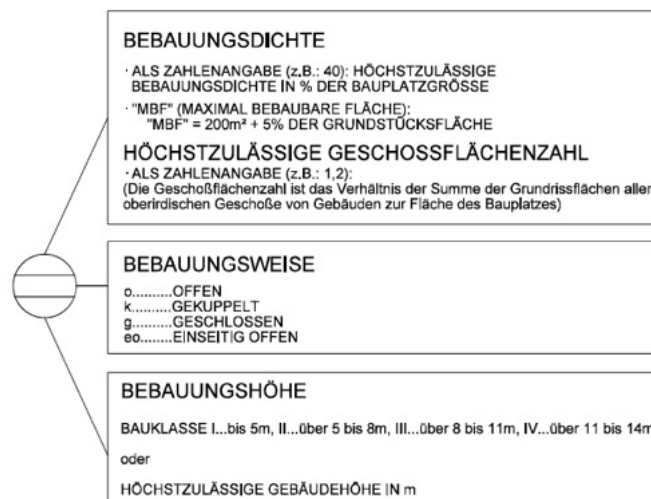 BEBAUUNGSDICHTE
· ALS ZAHLENANGABE (z.B.: 40): HÖCHSTZULÄSSIGE
BEBAUUNGSDICHTE IN % DER BAUPLATZGRÖSSE
· "MBF" (MAXIMAL BEBAUBARE FLÄCHE):
"MBF" = 200m² + 5% DER GRUNDSTÜCKSFLÄCHE
HÖCHSTZULÄSSIGE GESCHOSSFLÄCHENZAHL
· ALS ZAHLENANGABE (z.B.: 1,2):
(Die Geschoßflächenzahl ist das Verhältnis der Summe der Grundrissflächen aller
oberirdischen Geschoße von Gebäuden zur Fläche des Bauplatzes)
BEBAUUNGSWEISE
o.........OFFEN
k..........GEKUPPELT
g.........GESCHLOSSEN
eo.......EINSEITIG OFFEN
BEBAUUNGSHÖHE
BAUKLASSE I...bis 5m, II...über 5 bis 8m, III...über 8 bis 11m, IV...über 11 bis 14m
oder
HÖCHSTZULÄSSIGE GEBÄUDEHÖHE IN m